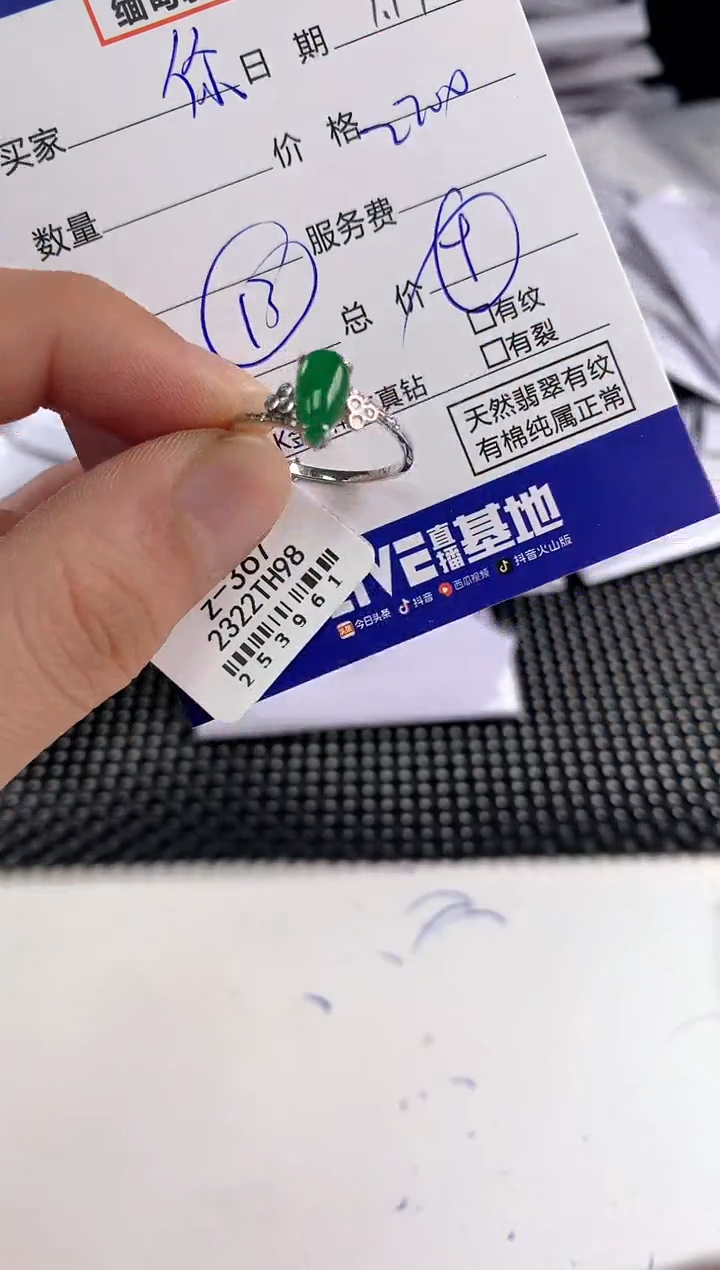 日 期
买家
价 格 2700
数量
服务费
13
总 价
有纹
有裂
真钻
天然翡翠有纹
有棉纯属正常
直播基地
今日头条 抖音 西瓜视频 抖音火山版
2322TH98
253961